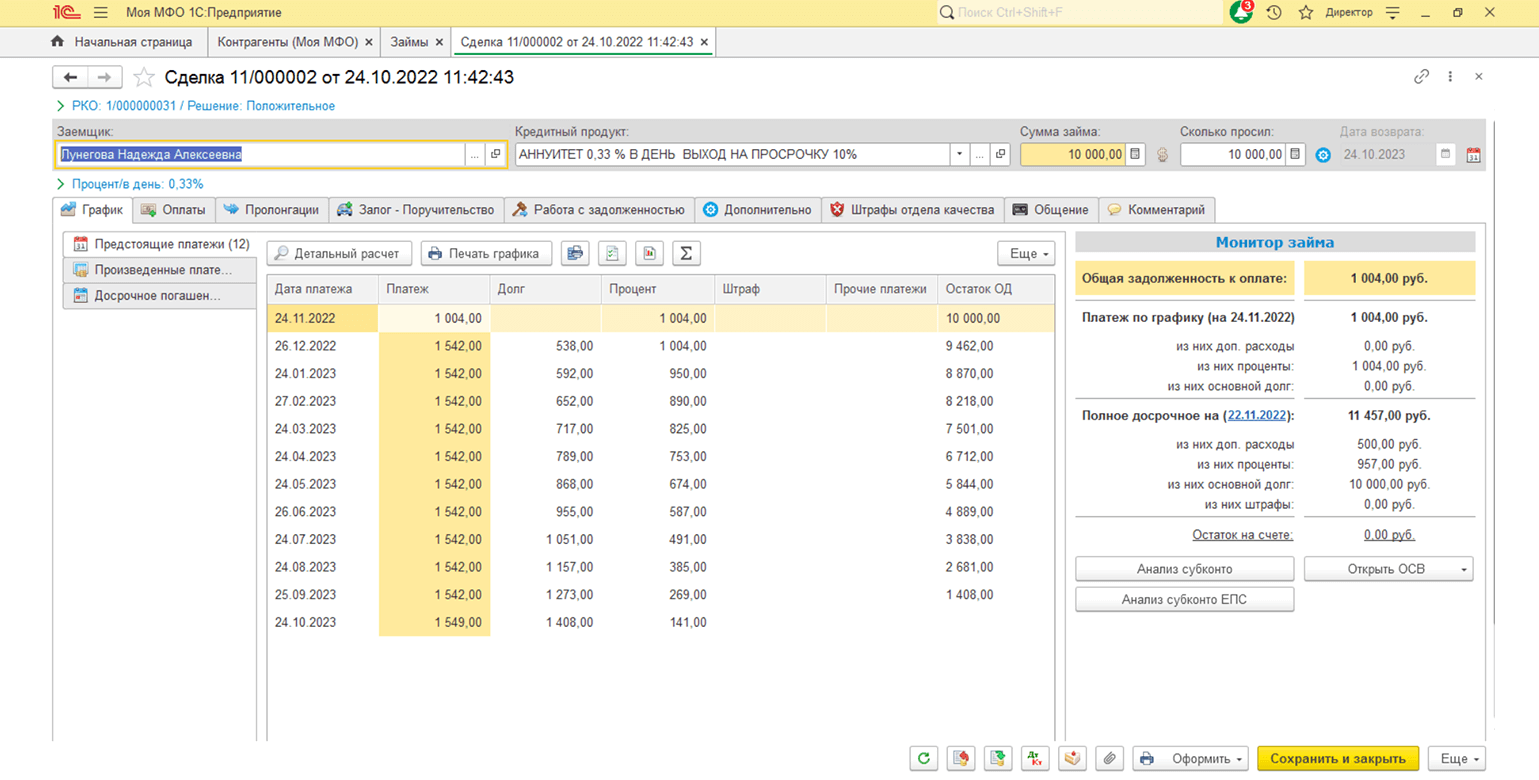 1С Моя МФО 1С:Предприятие Поиск Ctrl+Shift+F 3 Директор
Начальная страница Контрагенты (Моя МФО) × Займы × Сделка 11/000002 от 24.10.2022 11:42:43 ×
Сделка 11/000002 от 24.10.2022 11:42:43
РКО: 1/000000031 / Решение: Положительное
Заемщик: Кредитный продукт: Сумма займа: Сколько просил: Дата возврата:
Пунегова Надежда Алексеевна ... АННУИТЕТ 0,33 % В ДЕНЬ ВЫХОД НА ПРОСРОЧКУ 10% ... 10 000,00 10 000,00 24.10.2023 31
Процент/в день: 0,33%
График Оплаты Пролонгации Залог - Поручительство Работа с задолженностью Дополнительно Штрафы отдела качества Общение Комментарий
Предстоящие платежи (12)
Произведенные плате...
Досрочное погашен...
Детальный расчет Печать графика Σ Еще
Дата платежа Платеж Долг Процент Штраф Прочие платежи Остаток ОД
24.11.2022 1 004,00 1 004,00 10 000,00
26.12.2022 1 542,00 538,00 1 004,00 9 462,00
24.01.2023 1 542,00 592,00 950,00 8 870,00
27.02.2023 1 542,00 652,00 890,00 8 218,00
24.03.2023 1 542,00 717,00 825,00 7 501,00
24.04.2023 1 542,00 789,00 753,00 6 712,00
24.05.2023 1 542,00 868,00 674,00 5 844,00
26.06.2023 1 542,00 955,00 587,00 4 889,00
24.07.2023 1 542,00 1 051,00 491,00 3 838,00
24.08.2023 1 542,00 1 157,00 385,00 2 681,00
25.09.2023 1 542,00 1 273,00 269,00 1 408,00
24.10.2023 1 549,00 1 408,00 141,00
Монитор займа
Общая задолженность к оплате: 1 004,00 руб.
Платеж по графику (на 24.11.2022) 1 004,00 руб.
из них доп. расходы 0,00 руб.
из них проценты: 1 004,00 руб.
из них основной долг: 0,00 руб.
Полное досрочное на (22.11.2022): 11 457,00 руб.
из них доп. расходы 500,00 руб.
из них проценты: 957,00 руб.
из них основной долг: 10 000,00 руб.
из них штрафы: 0,00 руб.
Остаток на счете: 0,00 руб.
Анализ субконто Открыть ОСВ
Анализ субконто ЕПС
Дт Кт Оформить Сохранить и закрыть Еще